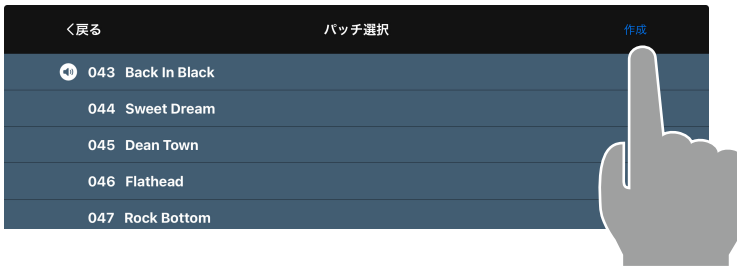 く戻る パッチ選択 作成
043 Back In Black
044 Sweet Dream
045 Dean Town
046 Flathead
047 Rock Bottom